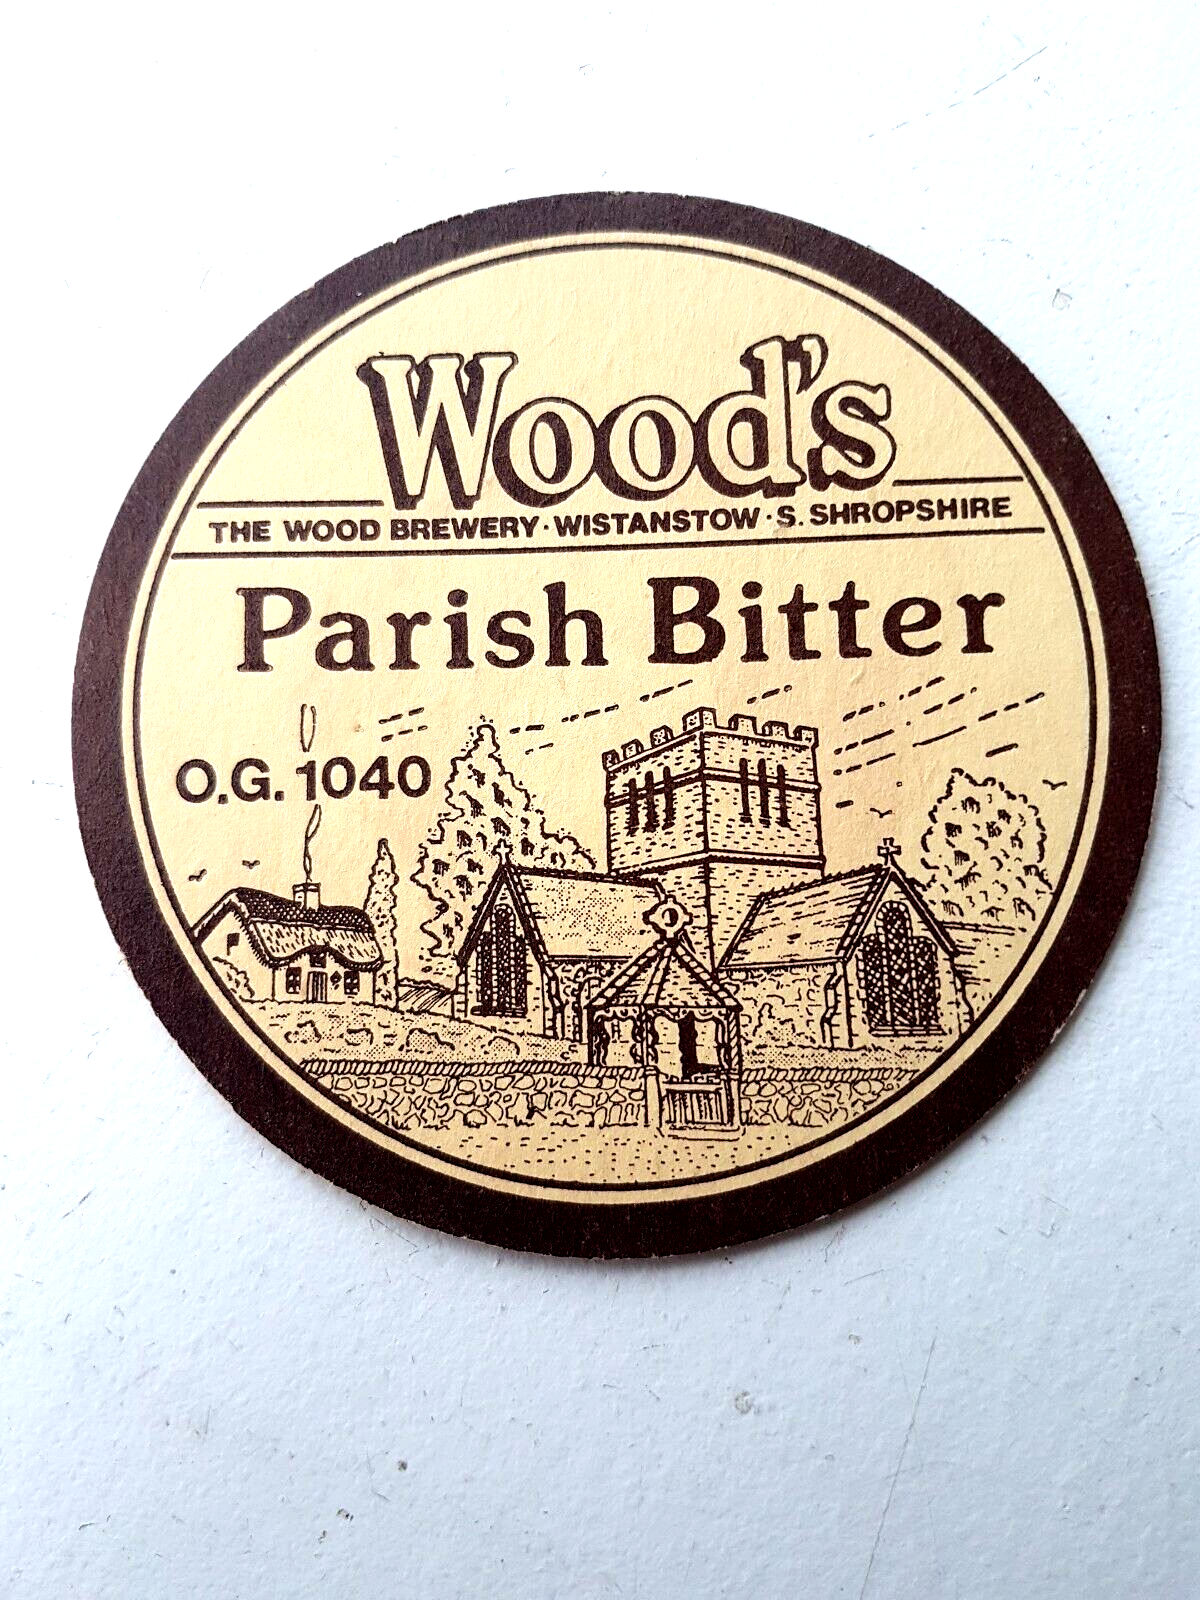 Wood's
THE WOOD BREWERY · WISTANSTOW · S. SHROPSHIRE
Parish Bitter
O.G. 1040